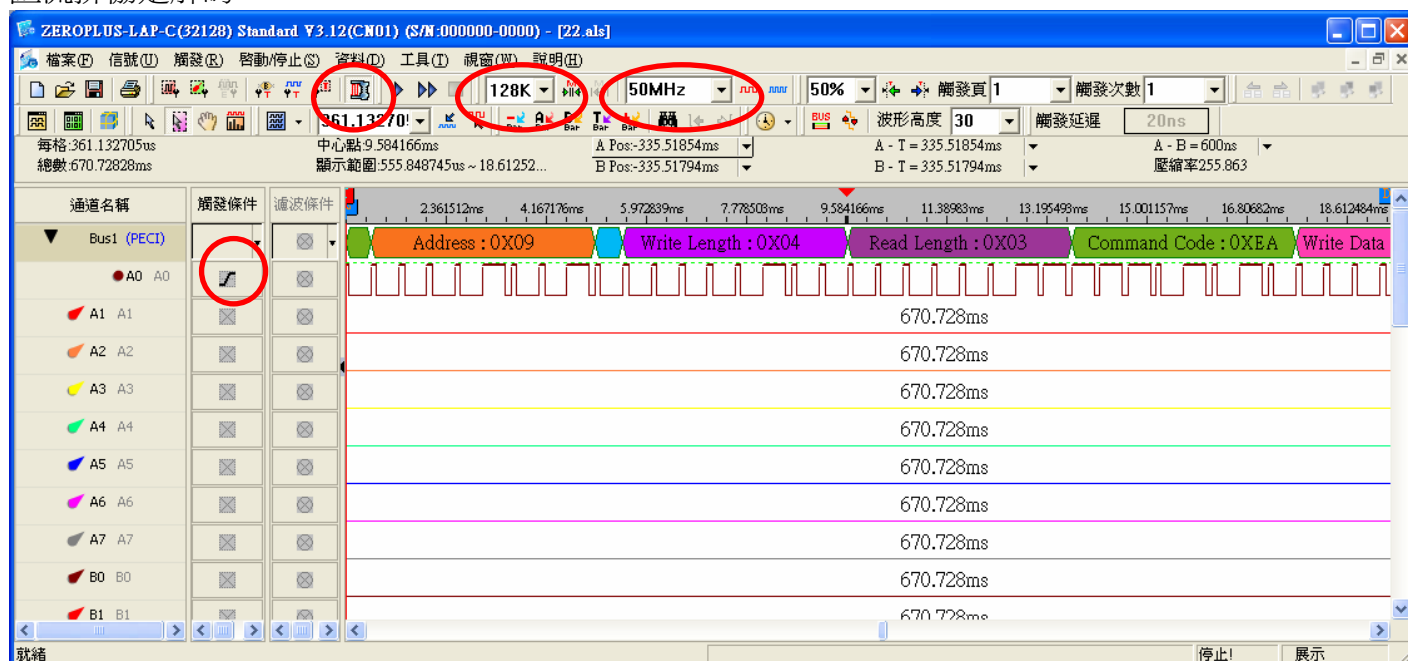 ZEROPLUS-LAP-C(32128) Standard V3.12(CN01) (S/N:000000-0000) - [22.als]
檔案(F) 信號(U) 觸發(R) 啓動/停止(S) 資料(D) 工具(T) 視窗(W) 說明(H)
128K 50MHz 50% 觸發頁 1 觸發次數 1
波形高度 30 觸發延遲 20ns
每格:361.132705us 中心點:9.584166ms A Pos:-335.51854ms A - T = 335.51854ms A - B = 600ns
總數:670.72828ms 顯示範圍:555.848745us ~ 18.61252... B Pos:-335.51794ms B - T = 335.51794ms 壓縮率255.863
通道名稱 觸發條件 濾波條件 2.361512ms 4.167176ms 5.972839ms 7.778503ms 9.584166ms 11.38983ms 13.195493ms 15.001157ms 16.80682ms 18.612484ms
Bus1 (PECI) Address : 0X09 Write Length : 0X04 Read Length : 0X03 Command Code : 0XEA Write Data
A0 A0
A1 A1 670.728ms
A2 A2 670.728ms
A3 A3 670.728ms
A4 A4 670.728ms
A5 A5 670.728ms
A6 A6 670.728ms
A7 A7 670.728ms
B0 B0 670.728ms
B1 B1 670.728ms
就緒 停止! 展示